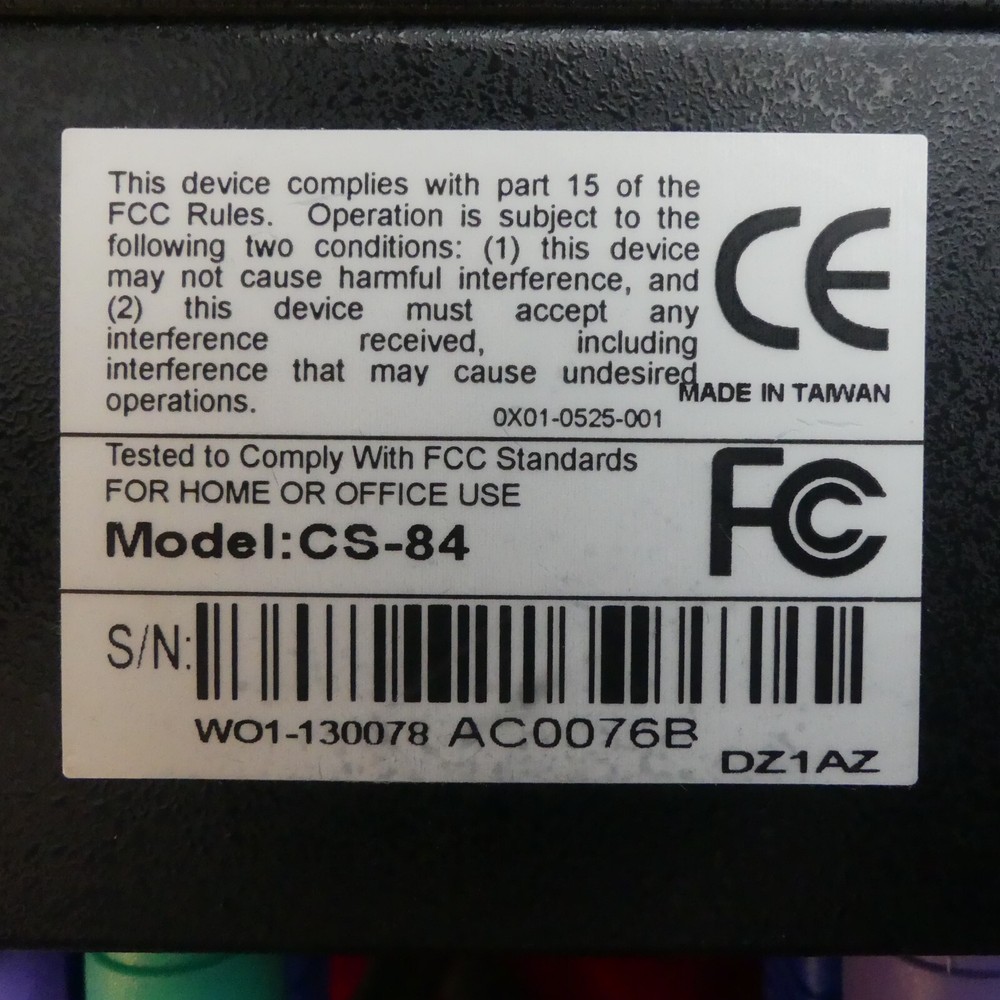 This device complies with part 15 of the
FCC Rules. Operation is subject to the
following two conditions: (1) this device
may not cause harmful interference, and
(2) this device must accept any
interference received, including
interference that may cause undesired
operations.
CE
MADE IN TAIWAN
0X01-0525-001
Tested to Comply With FCC Standards
FOR HOME OR OFFICE USE
Model:CS-84
FC
S/N:
WO1-130078 AC0076B
DZ1AZ